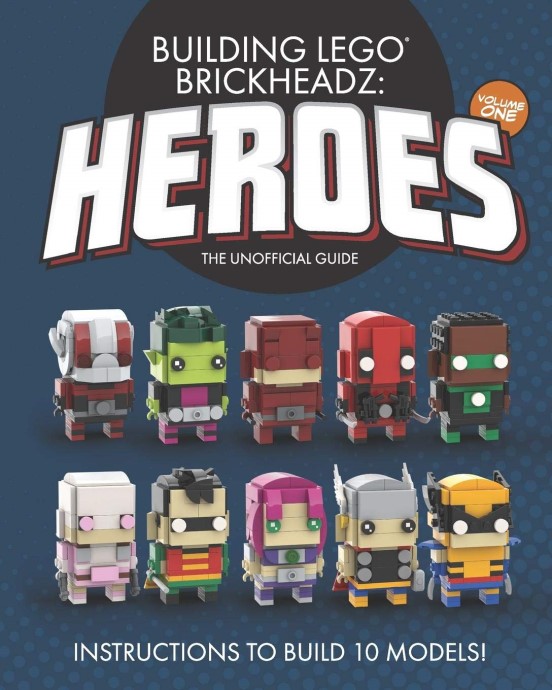 BUILDING LEGO®
BRICKHEADZ:
VOLUME
ONE
HEROES
THE UNOFFICIAL GUIDE
INSTRUCTIONS TO BUILD 10 MODELS!